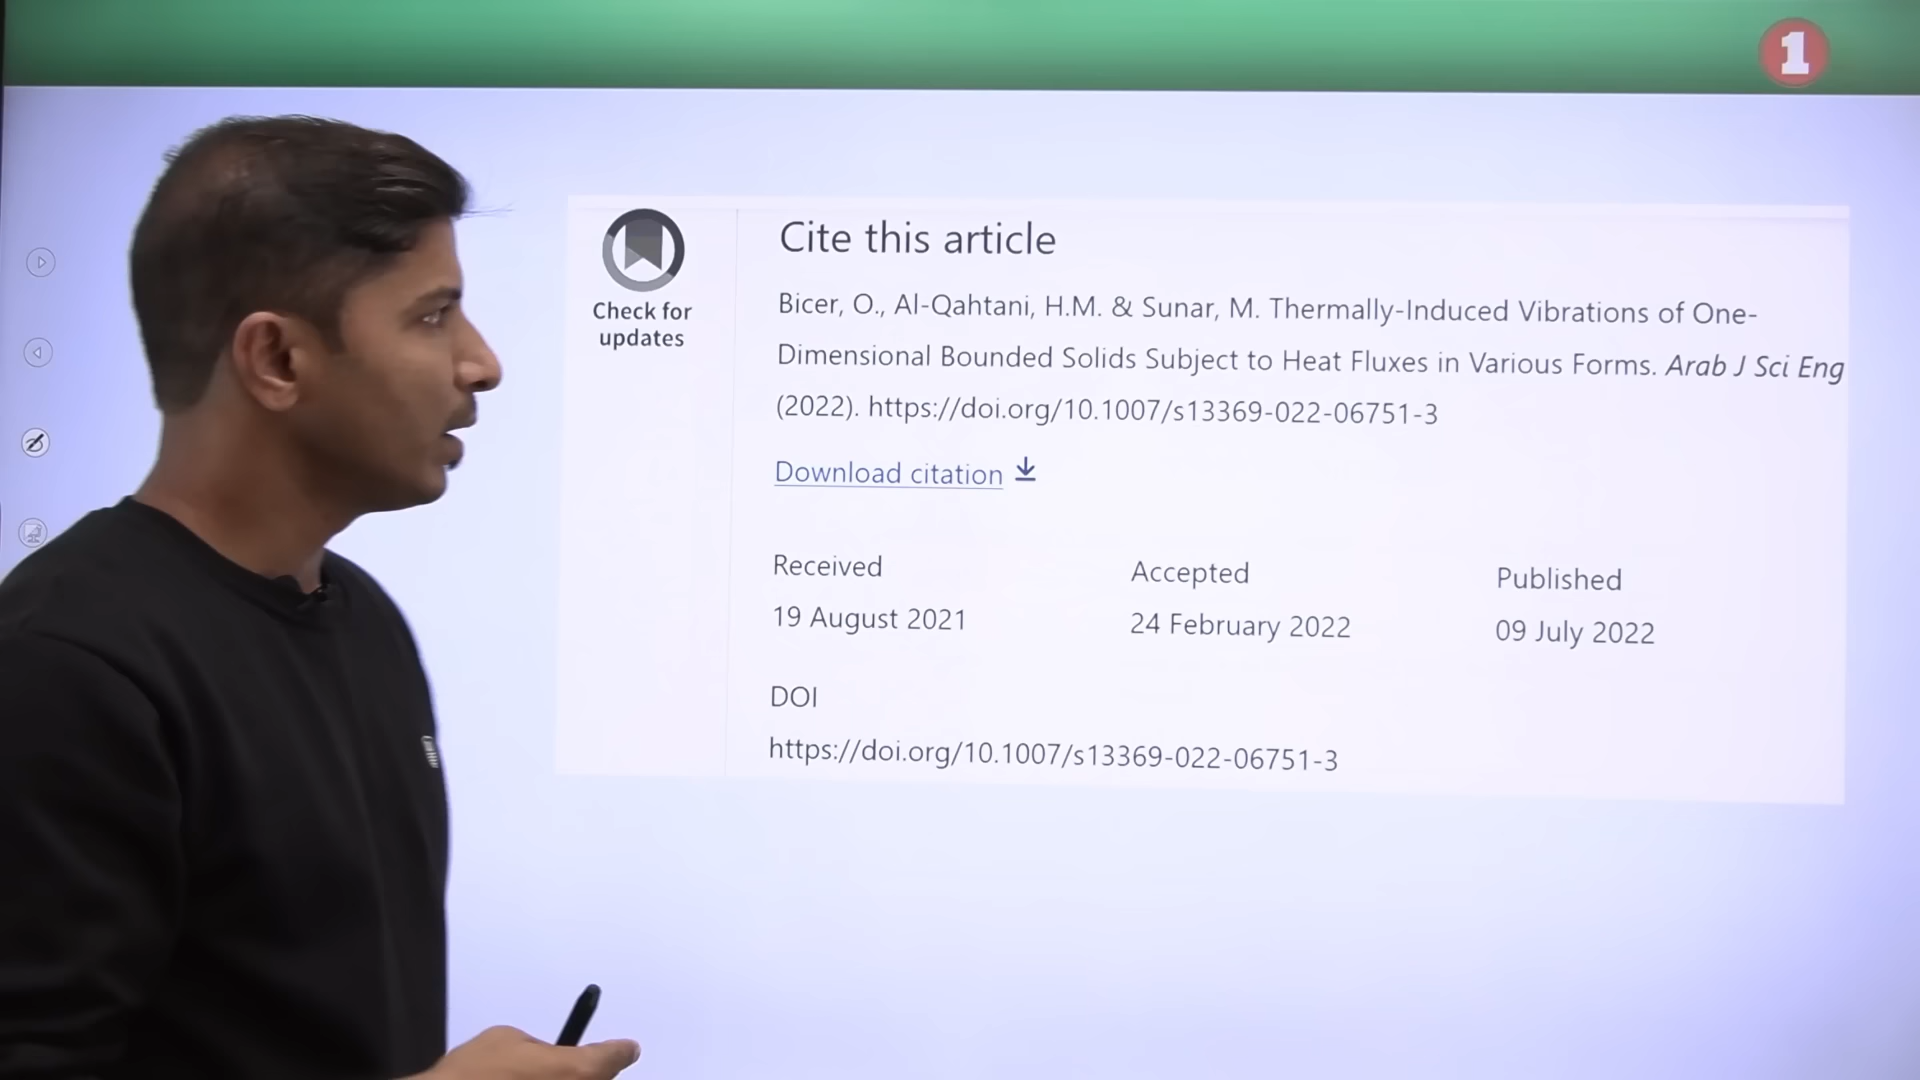 1
Cite this article
Check for
updates
Bicer, O., Al-Qahtani, H.M. & Sunar, M. Thermally-Induced Vibrations of One-
Dimensional Bounded Solids Subject to Heat Fluxes in Various Forms. Arab J Sci Eng
(2022). https://doi.org/10.1007/s13369-022-06751-3
Download citation
Received
Accepted
Published
19 August 2021
24 February 2022
09 July 2022
DOI
https://doi.org/10.1007/s13369-022-06751-3